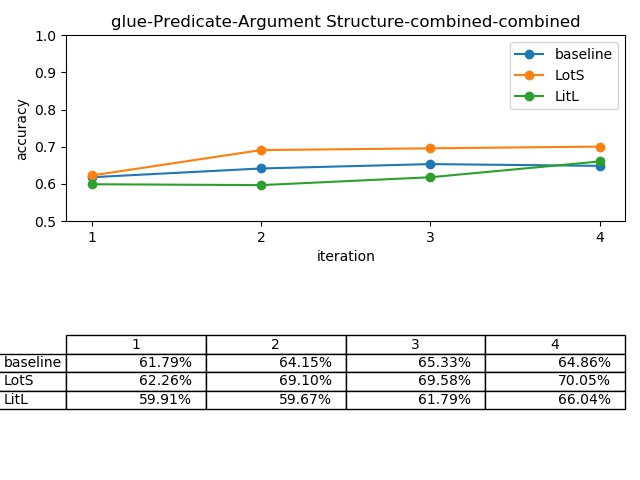 glue-Predicate-Argument Structure-combined-combined
1.0
0.9
0.8
0.7
0.6
0.5
accuracy
baseline
LotS
LitL
1 2 3 4
iteration
1 2 3 4
baseline 61.79% 64.15% 65.33% 64.86%
LotS 62.26% 69.10% 69.58% 70.05%
LitL 59.91% 59.67% 61.79% 66.04%